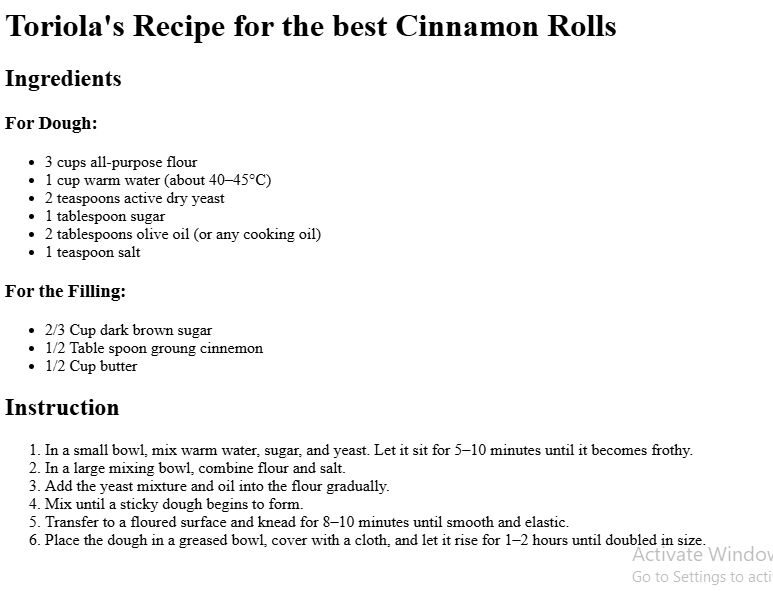 Toriola's Recipe for the best Cinnamon Rolls
Ingredients
For Dough:
• 3 cups all-purpose flour
• 1 cup warm water (about 40–45°C)
• 2 teaspoons active dry yeast
• 1 tablespoon sugar
• 2 tablespoons olive oil (or any cooking oil)
• 1 teaspoon salt
For the Filling:
• 2/3 Cup dark brown sugar
• 1/2 Table spoon groung cinnemon
• 1/2 Cup butter
Instruction
1. In a small bowl, mix warm water, sugar, and yeast. Let it sit for 5–10 minutes until it becomes frothy.
2. In a large mixing bowl, combine flour and salt.
3. Add the yeast mixture and oil into the flour gradually.
4. Mix until a sticky dough begins to form.
5. Transfer to a floured surface and knead for 8–10 minutes until smooth and elastic.
6. Place the dough in a greased bowl, cover with a cloth, and let it rise for 1–2 hours until doubled in size.
Activate Window
Go to Settings to acti